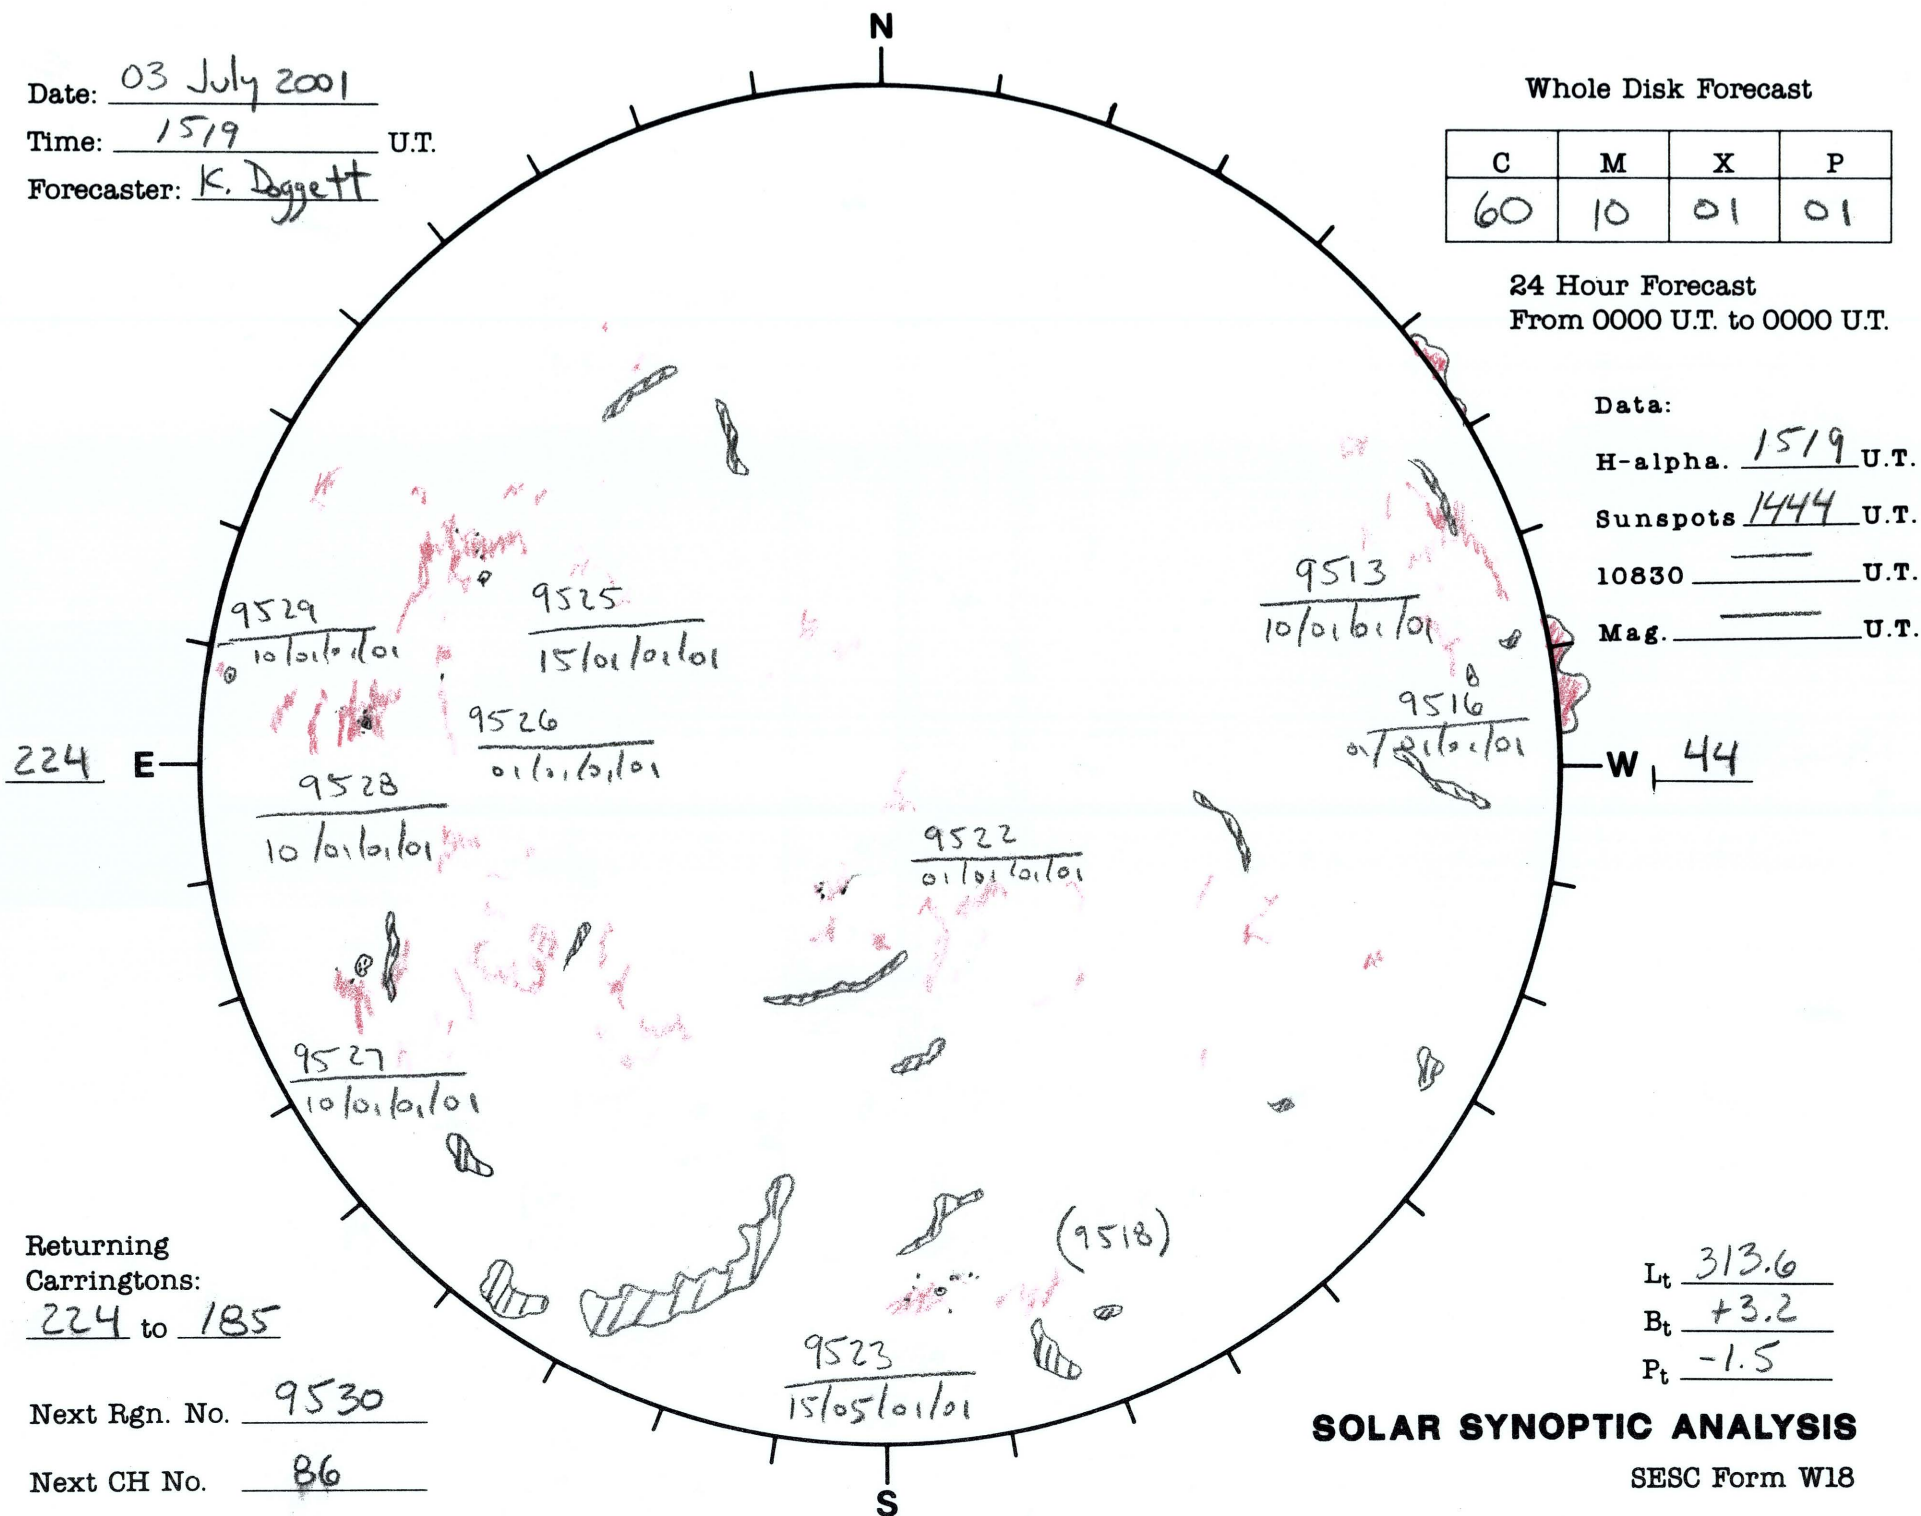 N
Date: 03 July 2001
Time: 1519 U.T.
Forecaster: K. Doggett
Whole Disk Forecast
C M X P
60 10 01 01
24 Hour Forecast
From 0000 U.T. to 0000 U.T.
Data:
H-alpha. 1519 U.T.
Sunspots 1444 U.T.
10830 — U.T.
Mag. — U.T.
9529
10/01/01/01
9525
15/01/01/01
9513
10/01/01/01
9526
01/01/01/01
9516
01/01/01/01
224 E
W 44
9528
10/01/01/01
9522
01/01/01/01
9527
10/01/01/01
(9518)
9523
15/05/01/01
Returning
Carringtons:
224 to 185
Next Rgn. No. 9530
Next CH No. 86
Lt 313.6
Bt +3.2
Pt -1.5
SOLAR SYNOPTIC ANALYSIS
SESC Form W18
S